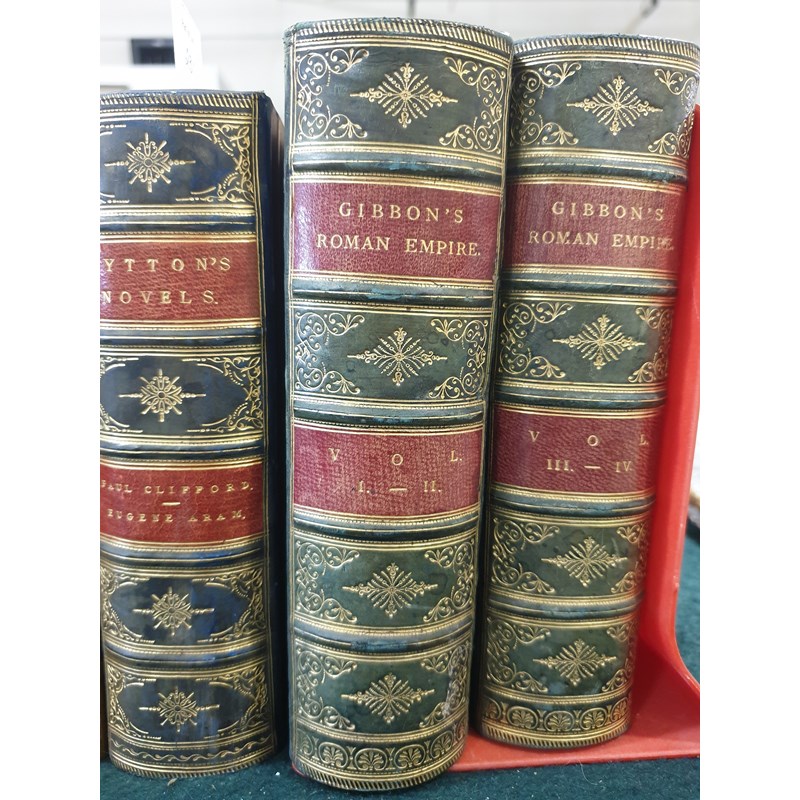 YTTON'S
NOVELS.
PAUL CLIFFORD.
EUGENE ARAM.
GIBBON'S
ROMAN EMPIRE.
VOL.
I. — II.
GIBBON'S
ROMAN EMPIRE.
VOL.
III. — IV.